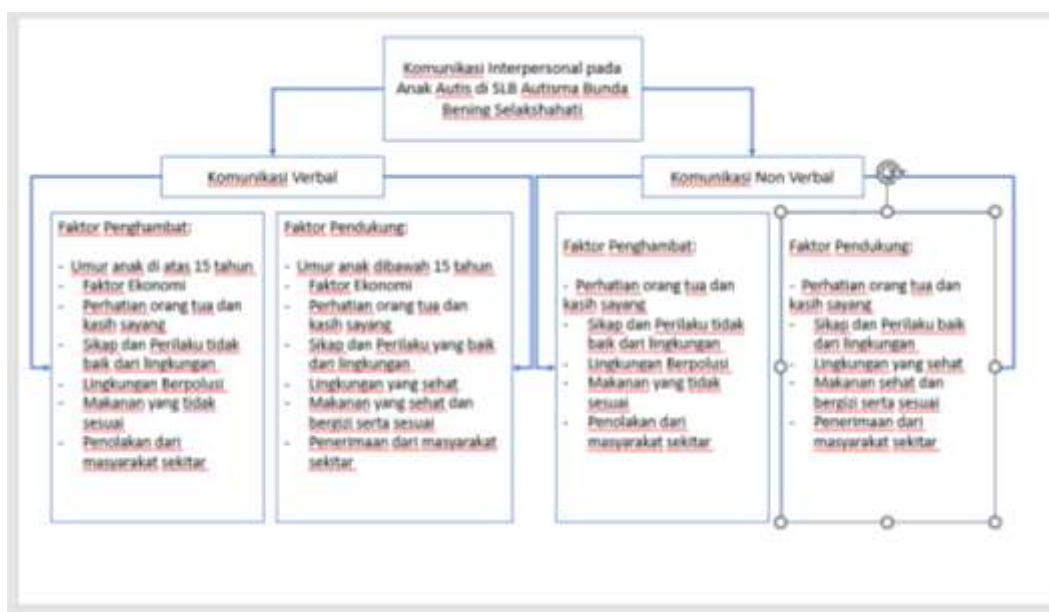 Komunikasi Interpersonal pada
Anak Autis di SLB Autisma Bunda
Bening Selakshahati
Komunikasi Verbal
Komunikasi Non Verbal
Faktor Penghambat:
- Umur anak di atas 15 tahun
- Faktor Ekonomi
- Perhatian orang tua dan
kasih sayang
- Sikap dan Perilaku tidak
baik dari lingkungan
- Lingkungan Berpolusi
- Makanan yang tidak
sesuai
- Penolakan dari
masyarakat sekitar
Faktor Pendukung:
- Umur anak dibawah 15 tahun
- Faktor Ekonomi
- Perhatian orang tua dan
kasih sayang
- Sikap dan Perilaku yang baik
dari lingkungan
- Lingkungan yang sehat
- Makanan yang sehat dan
bergizi serta sesuai
- Penerimaan dari masyarakat
sekitar
Faktor Penghambat:
- Perhatian orang tua dan
kasih sayang
- Sikap dan Perilaku tidak
baik dari lingkungan
- Lingkungan Berpolusi
- Makanan yang tidak
sesuai
- Penolakan dari
masyarakat sekitar
Faktor Pendukung:
- Perhatian orang tua dan
kasih sayang
- Sikap dan Perilaku baik
dari lingkungan
- Lingkungan yang sehat
- Makanan sehat dan
bergizi serta sesuai
- Penerimaan dari
masyarakat sekitar